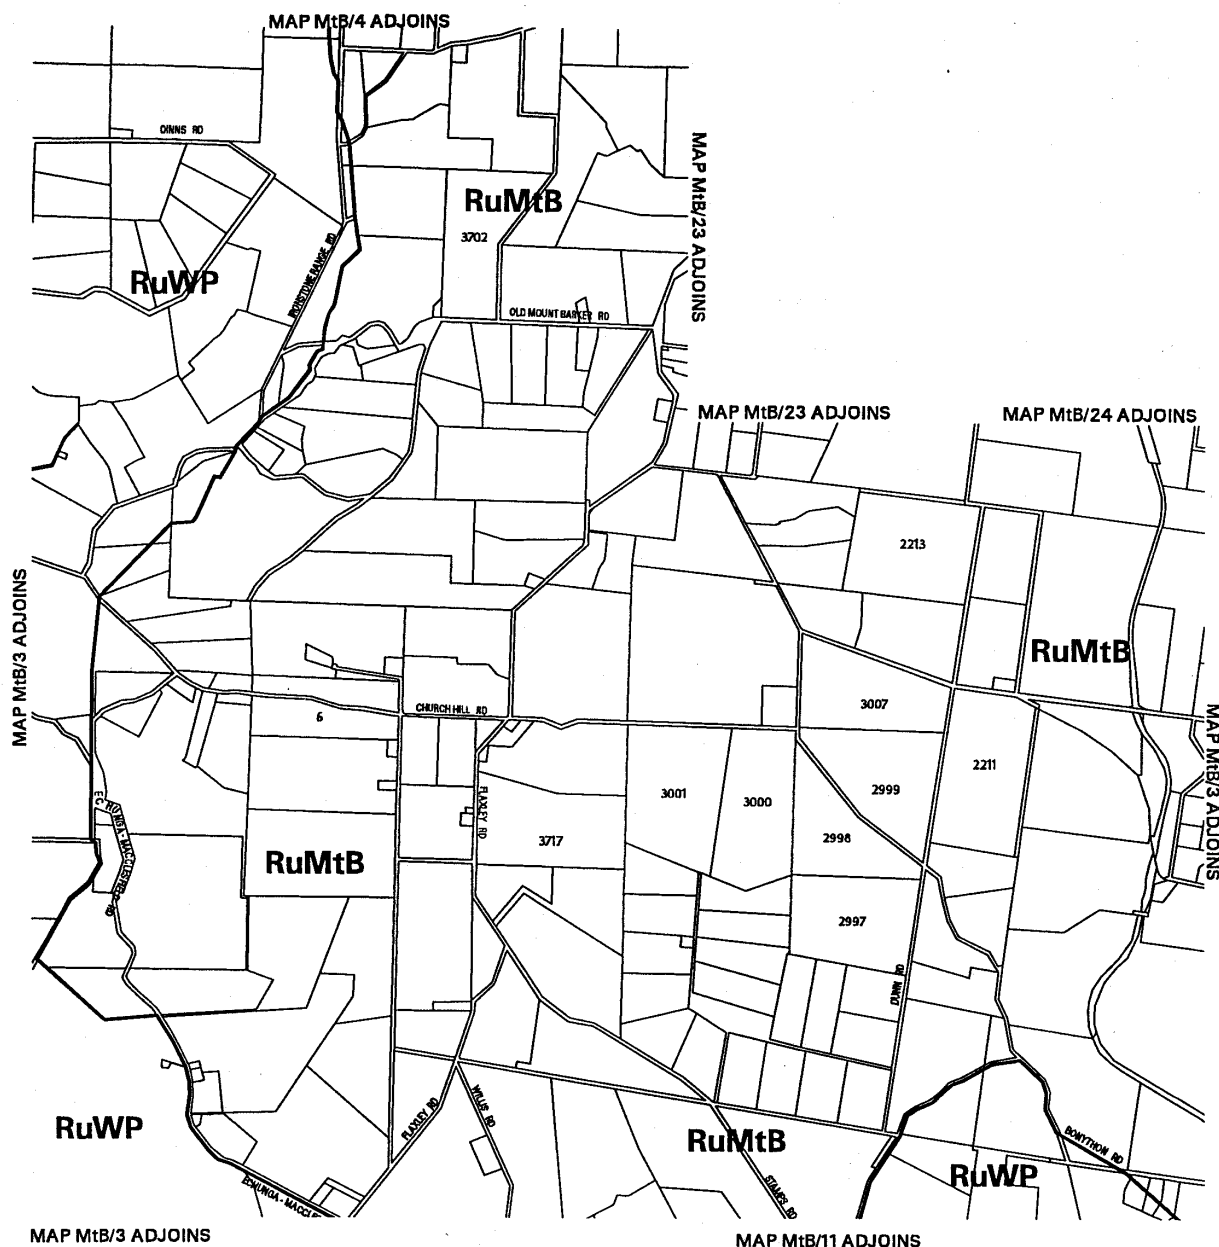 MAP MtB/4 ADJOINS
DINNS RD
MAP MtB/23 ADJOINS
RuMtB
3702
IRONSTONE RANGE RD
RuWP
OLD MOUNT BARKER RD
MAP MtB/23 ADJOINS
MAP MtB/24 ADJOINS
2213
MAP MtB/3 ADJOINS
RuMtB
CHURCH HILL RD
6
3007
2211
MAP MtB/3 ADJOINS
3001
3000
2999
FLAXLEY RD
3717
2998
RuMtB
2997
DUNN RD
FLAXLEY RD
WILLIS RD
RuWP
RuMtB
BONYTHON RD
RuWP
STAMPS RD
MAP MtB/3 ADJOINS
MAP MtB/11 ADJOINS